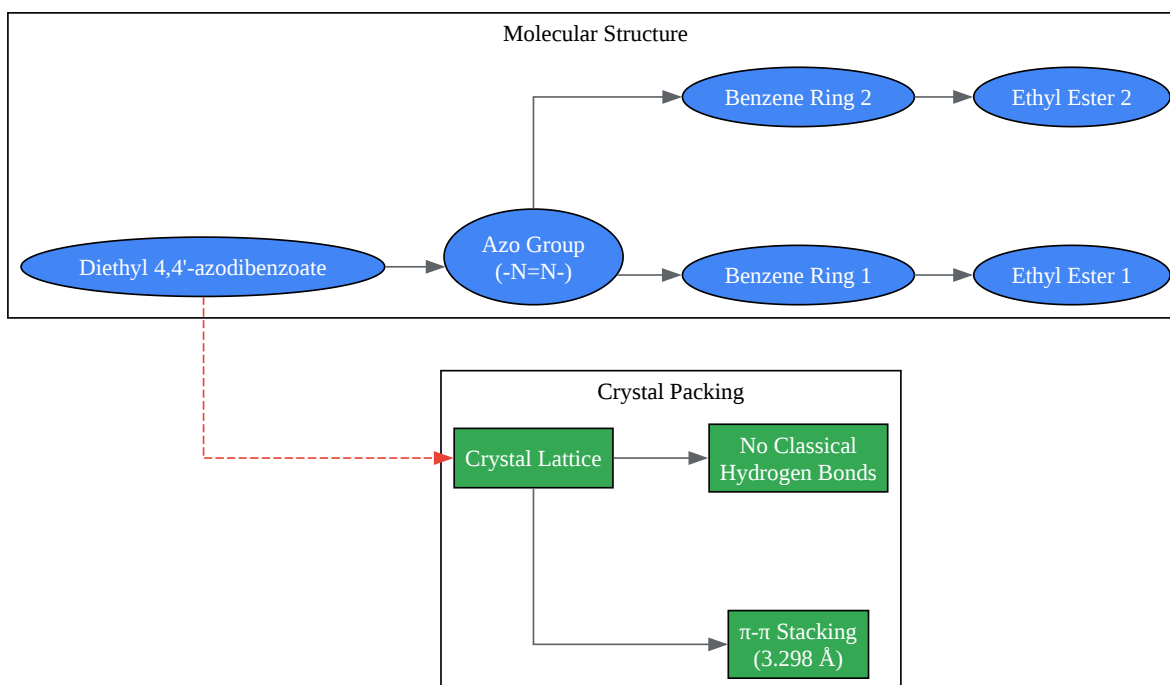 Molecular Structure
Benzene Ring 2
Ethyl Ester 2
Diethyl 4,4'-azodibenzoate
Azo Group
(-N=N-)
Benzene Ring 1
Ethyl Ester 1
Crystal Packing
Crystal Lattice
No Classical
Hydrogen Bonds
π-π Stacking
(3.298 Å)